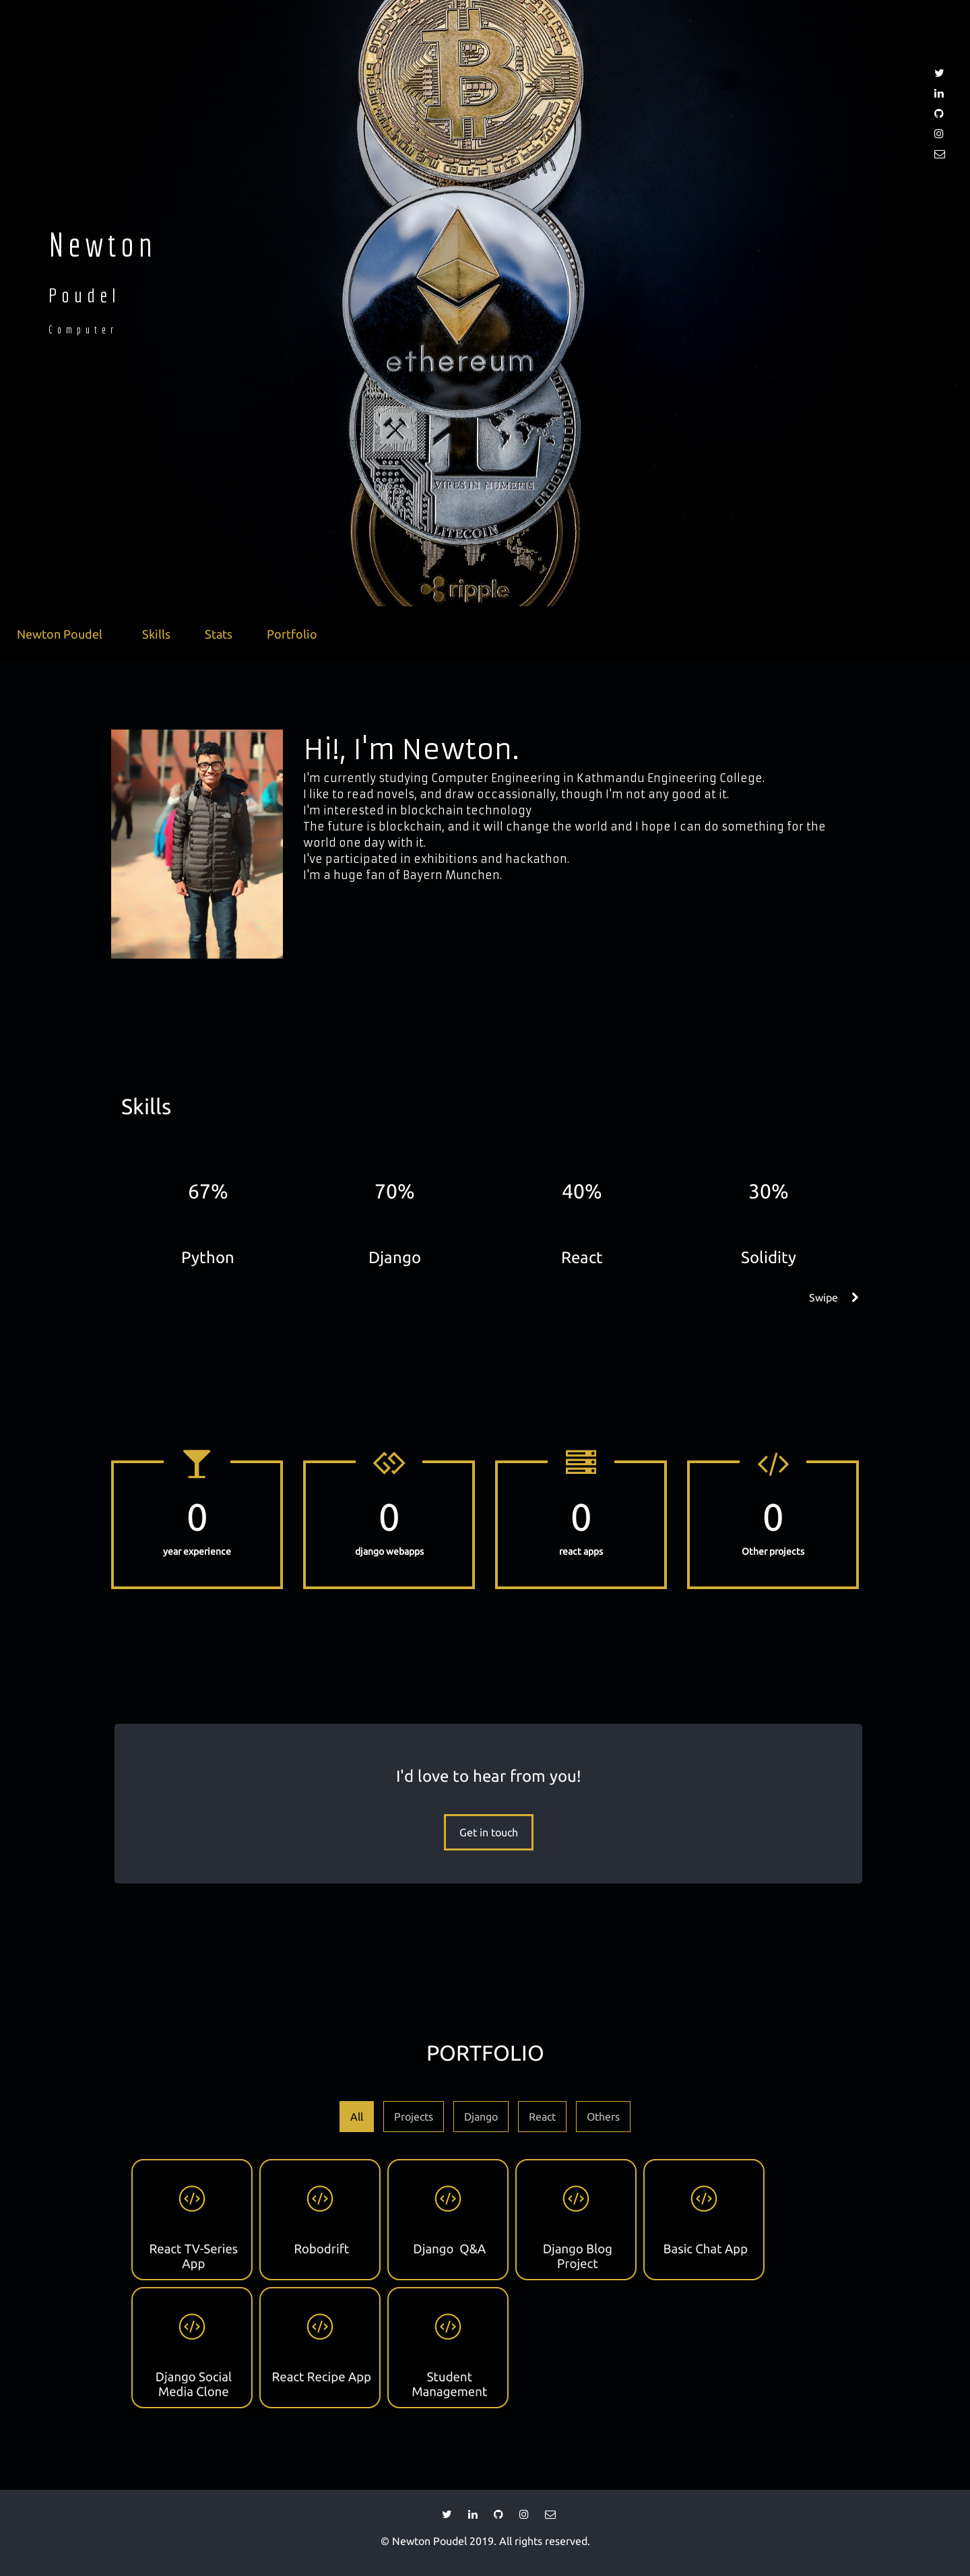 ethereum
VIRES IN NUMERIS
LITECOIN
ripple
Newton
Poudel
Computer
Newton Poudel Skills Stats Portfolio
Hi!, I'm Newton.
I'm currently studying Computer Engineering in Kathmandu Engineering College.
I like to read novels, and draw occassionally, though I'm not any good at it.
I'm interested in blockchain technology
The future is blockchain, and it will change the world and I hope I can do something for the
world one day with it.
I've participated in exhibitions and hackathon.
I'm a huge fan of Bayern Munchen.
Skills
67% 70% 40% 30%
Python Django React Solidity
Swipe
0 0 0 0
year experience django webapps react apps Other projects
I'd love to hear from you!
Get in touch
PORTFOLIO
All Projects Django React Others
React TV-Series
App
Robodrift
Django Q&A
Django Blog
Project
Basic Chat App
Django Social
Media Clone
React Recipe App
Student
Management
© Newton Poudel 2019. All rights reserved.